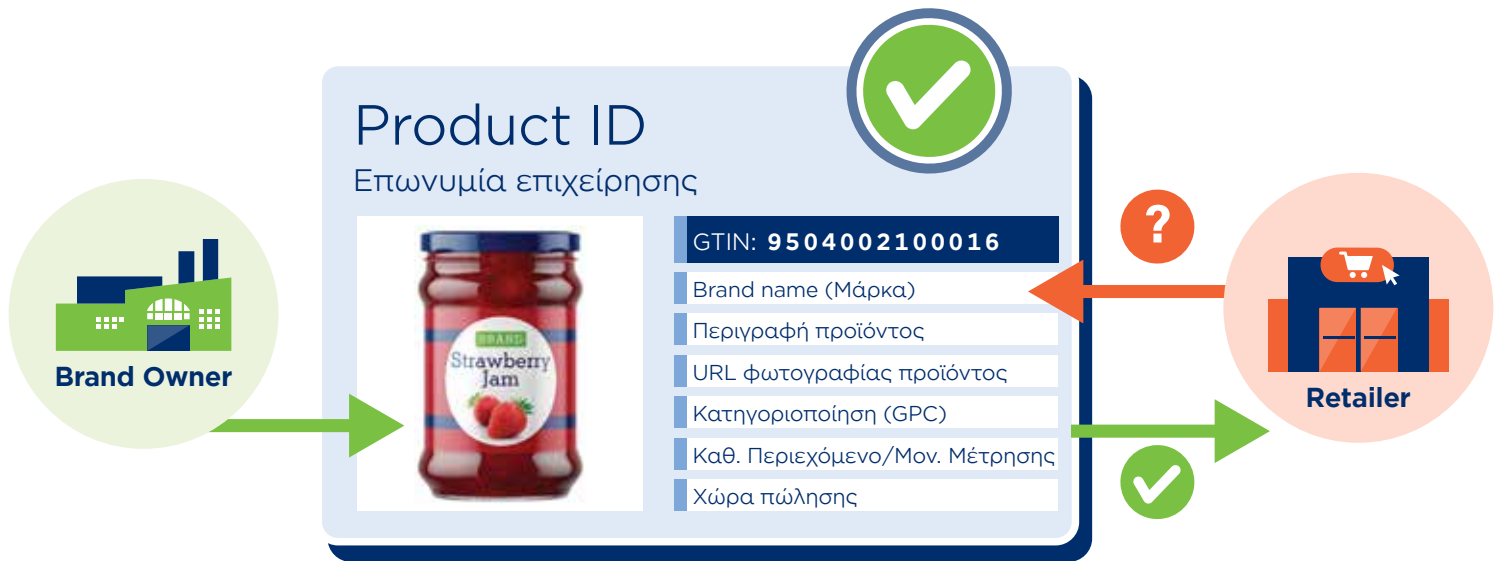 Product ID
Επωνυμία επιχείρησης
Brand Owner
BRAND
Strawberry
Jam
GTIN: 9504002100016
Brand name (Μάρκα)
Περιγραφή προϊόντος
URL φωτογραφίας προϊόντος
Κατηγοριοποίηση (GPC)
Καθ. Περιεχόμενο/Μον. Μέτρησης
Χώρα πώλησης
?
Retailer